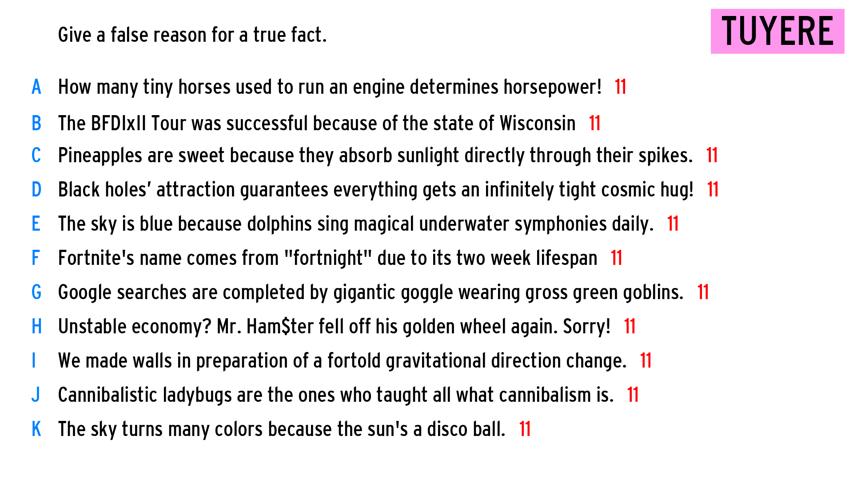 Give a false reason for a true fact.
TUYERE
A How many tiny horses used to run an engine determines horsepower! 11
B The BFDIxII Tour was successful because of the state of Wisconsin 11
C Pineapples are sweet because they absorb sunlight directly through their spikes. 11
D Black holes' attraction guarantees everything gets an infinitely tight cosmic hug! 11
E The sky is blue because dolphins sing magical underwater symphonies daily. 11
F Fortnite's name comes from "fortnight" due to its two week lifespan 11
G Google searches are completed by gigantic goggle wearing gross green goblins. 11
H Unstable economy? Mr. Ham$ter fell off his golden wheel again. Sorry! 11
I We made walls in preparation of a fortold gravitational direction change. 11
J Cannibalistic ladybugs are the ones who taught all what cannibalism is. 11
K The sky turns many colors because the sun's a disco ball. 11